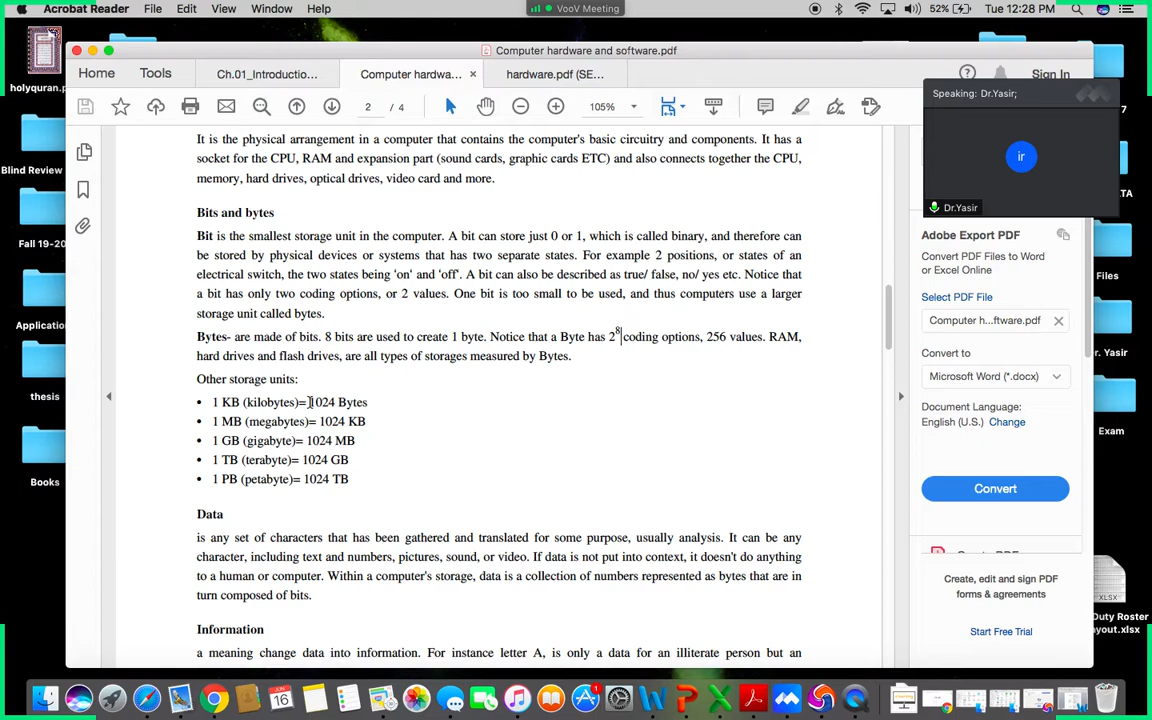 Acrobat Reader File Edit View Window Help
VooV Meeting
52% Tue 12:28 PM
holyquran.p
Blind Review
Fall 19-20
Application
thesis
Books
Computer hardware and software.pdf
Home Tools Ch.01_Introductio... Computer hardwa... × hardware.pdf (SE... Sign In
2 / 4 105%
It is the physical arrangement in a computer that contains the computer's basic circuitry and components. It has a
socket for the CPU, RAM and expansion part (sound cards, graphic cards ETC) and also connects together the CPU,
memory, hard drives, optical drives, video card and more.
Bits and bytes
Bit is the smallest storage unit in the computer. A bit can store just 0 or 1, which is called binary, and therefore can
be stored by physical devices or systems that has two separate states. For example 2 positions, or states of an
electrical switch, the two states being 'on' and 'off'. A bit can also be described as true/ false, no/ yes etc. Notice that
a bit has only two coding options, or 2 values. One bit is too small to be used, and thus computers use a larger
storage unit called bytes.
Bytes- are made of bits. 8 bits are used to create 1 byte. Notice that a Byte has 2⁸ coding options, 256 values. RAM,
hard drives and flash drives, are all types of storages measured by Bytes.
Other storage units:
• 1 KB (kilobytes)= 1024 Bytes
• 1 MB (megabytes)= 1024 KB
• 1 GB (gigabyte)= 1024 MB
• 1 TB (terabyte)= 1024 GB
• 1 PB (petabyte)= 1024 TB
Data
is any set of characters that has been gathered and translated for some purpose, usually analysis. It can be any
character, including text and numbers, pictures, sound, or video. If data is not put into context, it doesn't do anything
to a human or computer. Within a computer's storage, data is a collection of numbers represented as bytes that are in
turn composed of bits.
Information
a meaning change data into information. For instance letter A, is only a data for an illiterate person but an
Speaking: Dr.Yasir;
ir
Dr.Yasir
Adobe Export PDF
Convert PDF Files to Word
or Excel Online
Select PDF File
Computer h...ftware.pdf ×
Convert to
Microsoft Word (*.docx)
Document Language:
English (U.S.) Change
Convert
Create, edit and sign PDF
forms & agreements
Start Free Trial
7
TA
Files
r. Yasir
Exam
XLSX
Duty Roster
ayout.xlsx
JUN
16
1